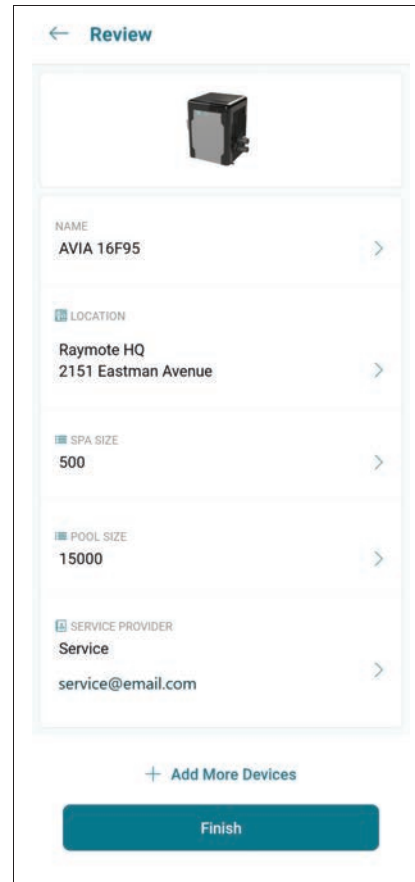 Review
NAME
AVIA 16F95
LOCATION
Raymote HQ
2151 Eastman Avenue
SPA SIZE
500
POOL SIZE
15000
SERVICE PROVIDER
Service
service@email.com
+ Add More Devices
Finish